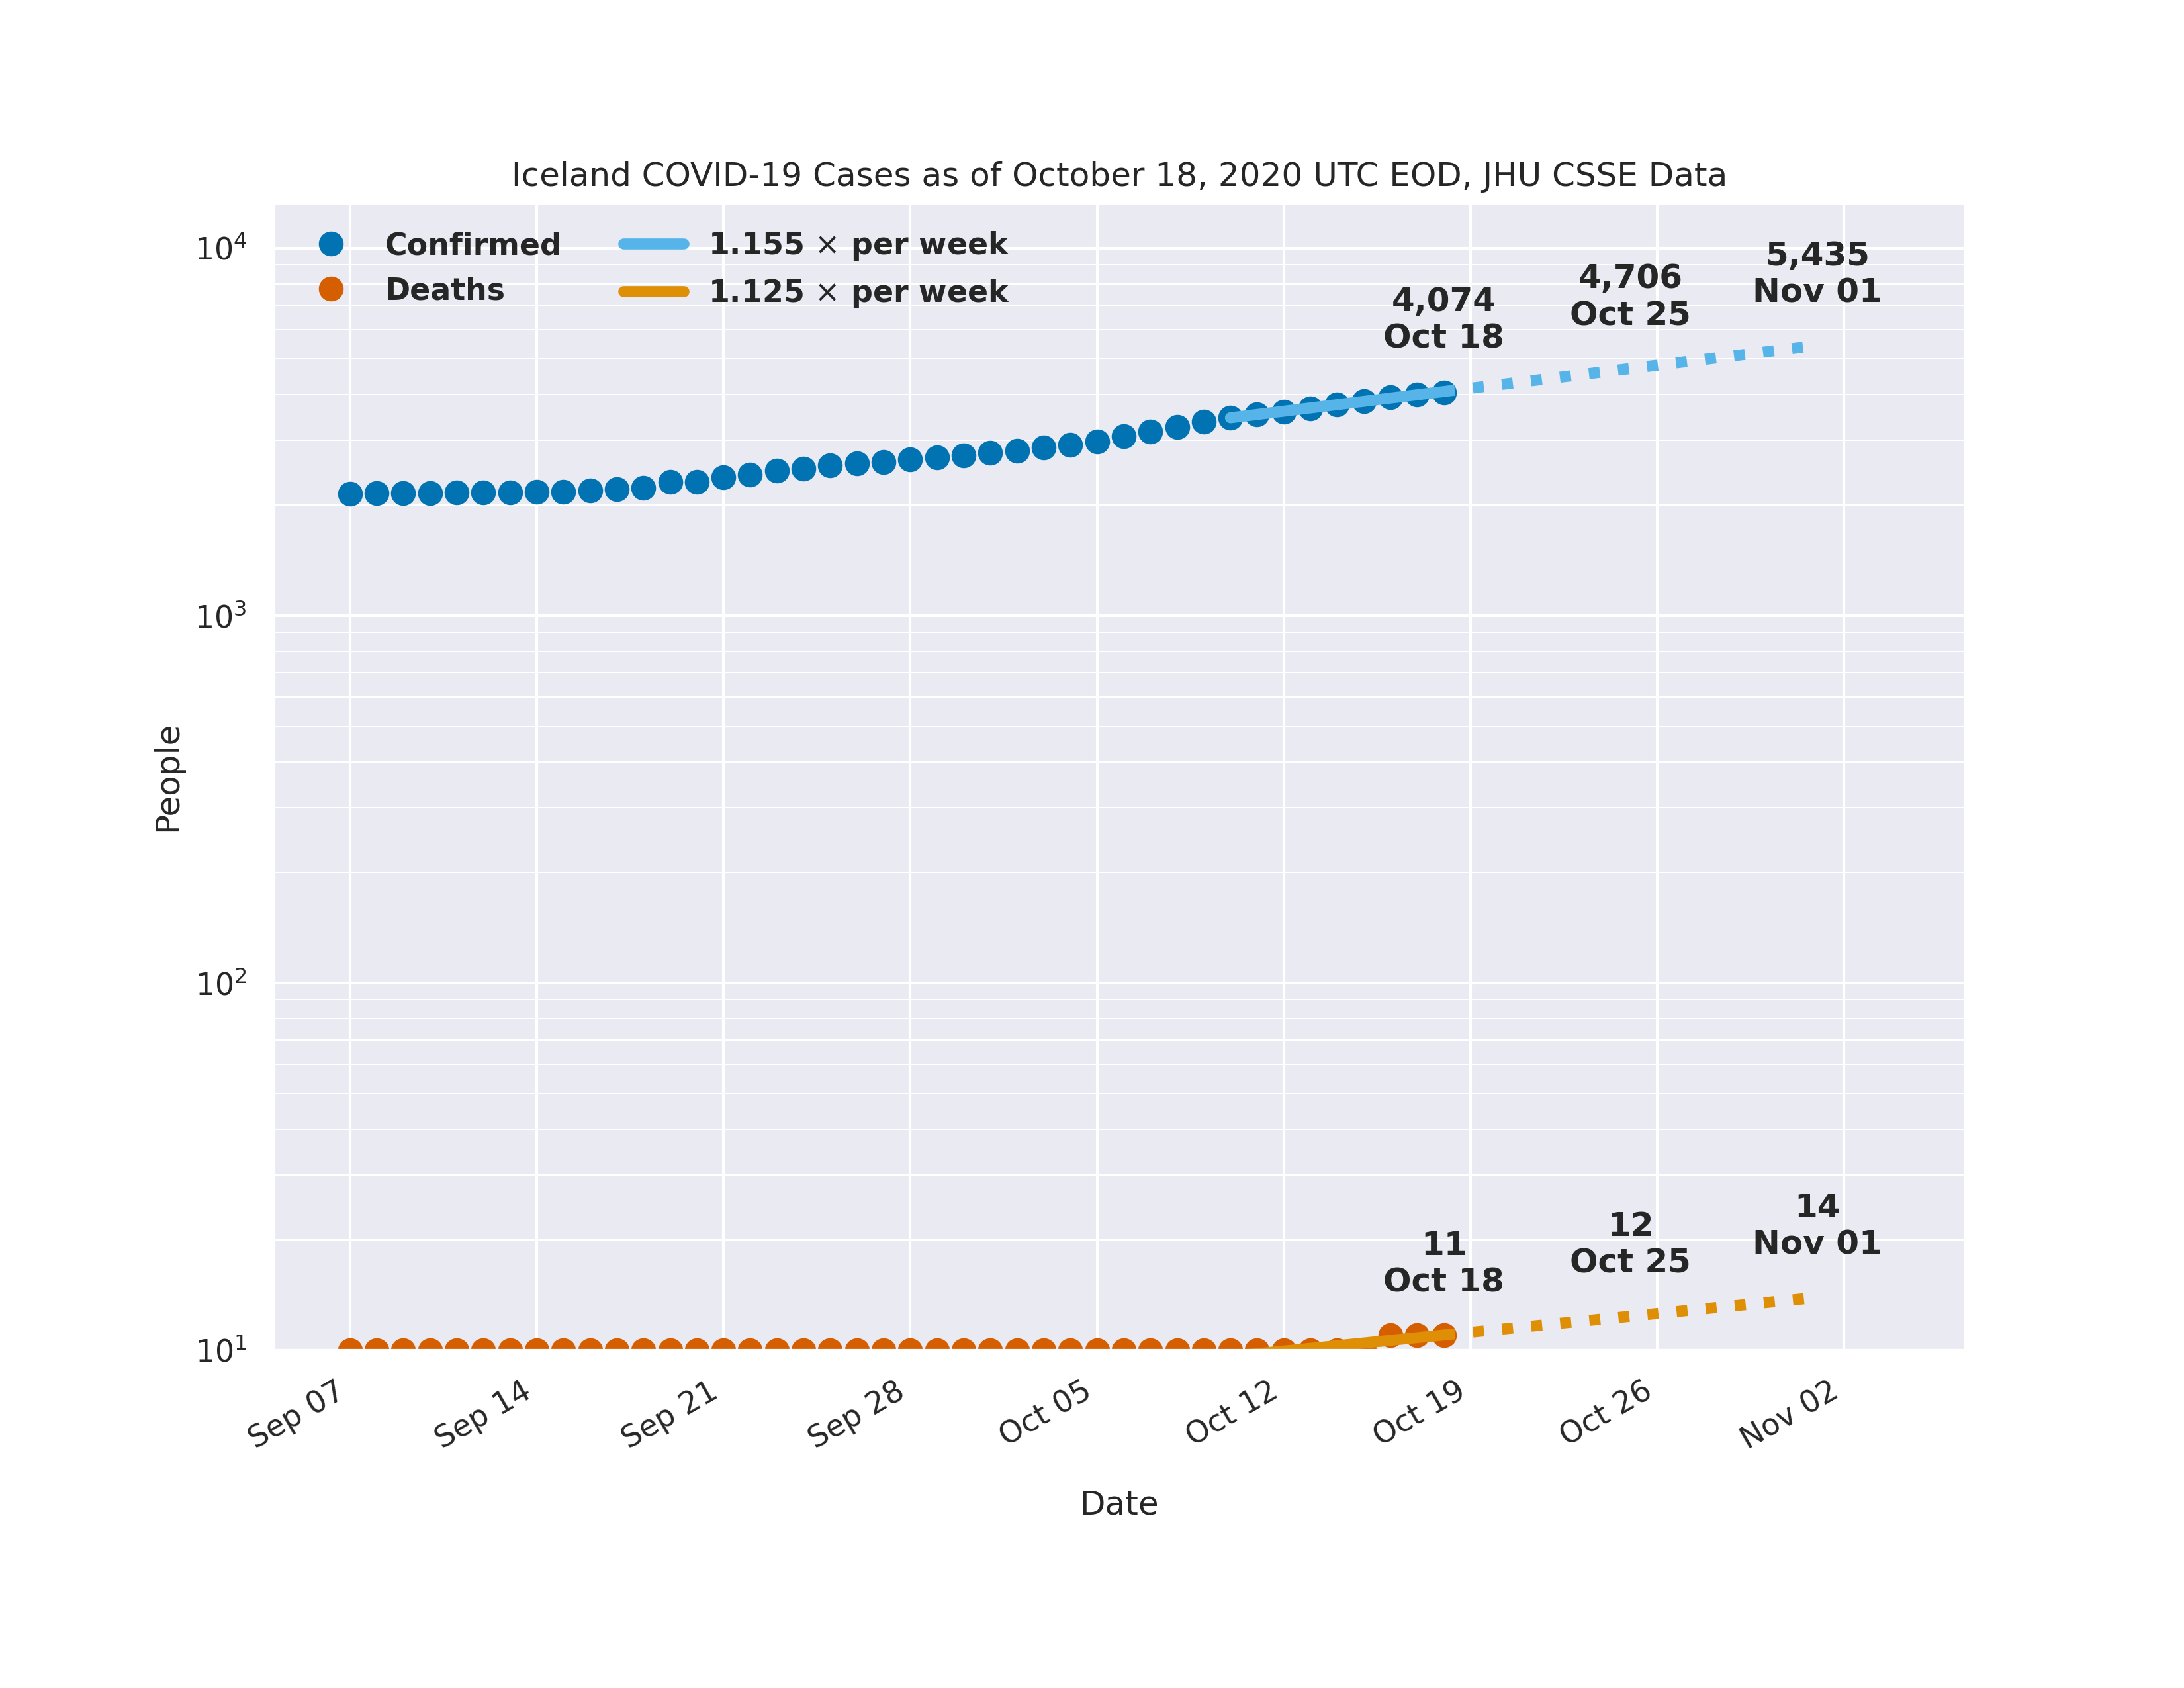 Iceland COVID-19 Cases as of October 18, 2020 UTC EOD, JHU CSSE Data
Confirmed
Deaths
1.155 × per week
1.125 × per week
4,074
Oct 18
4,706
Oct 25
5,435
Nov 01
11
Oct 18
12
Oct 25
14
Nov 01
10⁴
10³
10²
10¹
People
Sep 07
Sep 14
Sep 21
Sep 28
Oct 05
Oct 12
Oct 19
Oct 26
Nov 02
Date